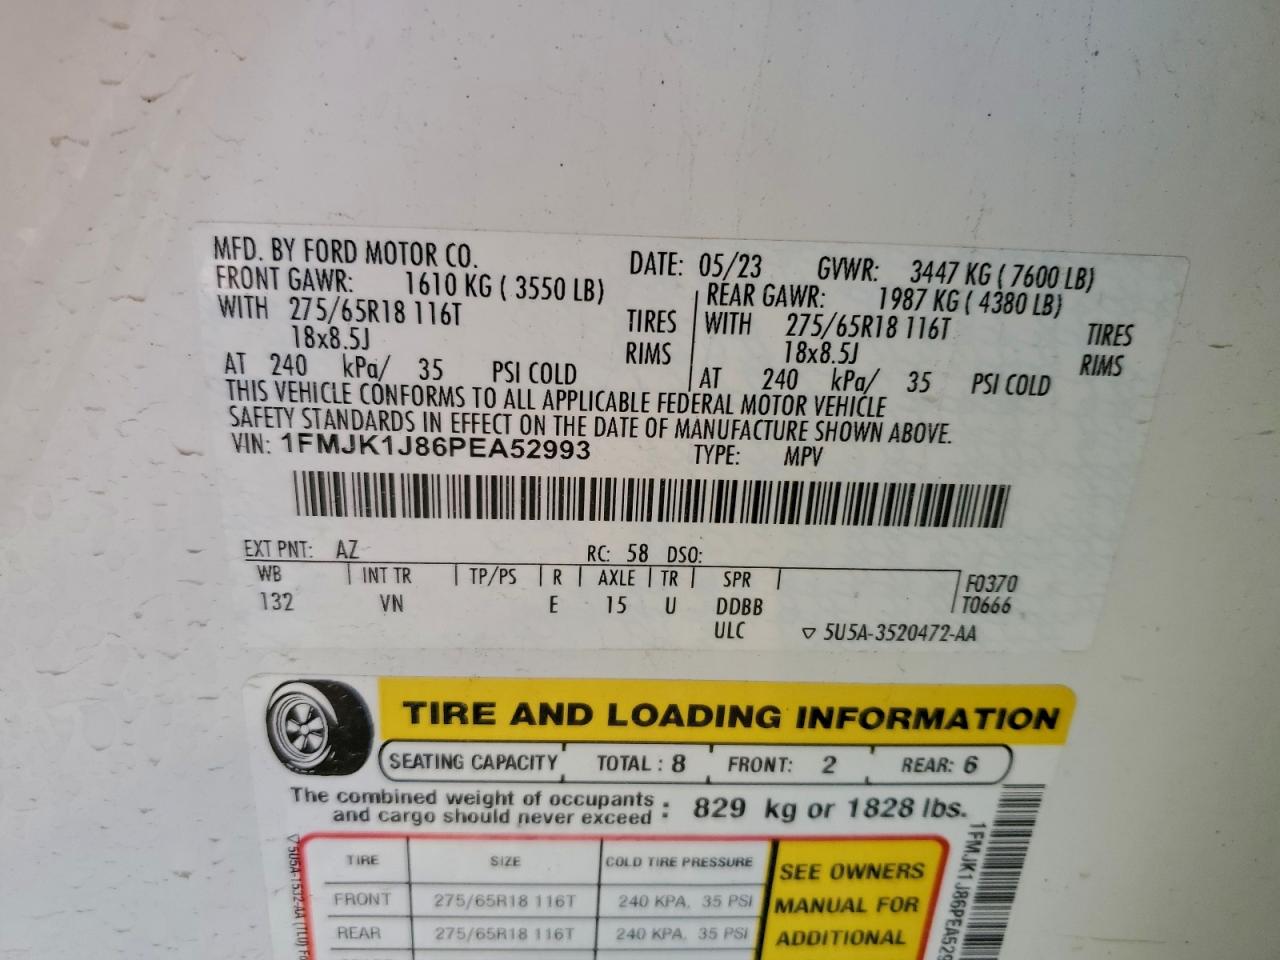 MFD. BY FORD MOTOR CO.
DATE: 05/23 GVWR: 3447 KG ( 7600 LB)
FRONT GAWR: 1610 KG ( 3550 LB)
REAR GAWR: 1987 KG ( 4380 LB)
WITH 275/65R18 116T TIRES
WITH 275/65R18 116T TIRES
18x8.5J RIMS
18x8.5J RIMS
AT 240 kPa/ 35 PSI COLD
AT 240 kPa/ 35 PSI COLD
THIS VEHICLE CONFORMS TO ALL APPLICABLE FEDERAL MOTOR VEHICLE
SAFETY STANDARDS IN EFFECT ON THE DATE OF MANUFACTURE SHOWN ABOVE.
VIN: 1FMJK1J86PEA52993 TYPE: MPV
EXT PNT: AZ RC: 58 DSO:
WB INT TR TP/PS R AXLE TR SPR F0370
132 VN E 15 U DDBB T0666
ULC ▽ 5U5A-3520472-AA
TIRE AND LOADING INFORMATION
SEATING CAPACITY TOTAL : 8 FRONT: 2 REAR: 6
The combined weight of occupants
and cargo should never exceed : 829 kg or 1828 lbs.
TIRE SIZE COLD TIRE PRESSURE
FRONT 275/65R18 116T 240 KPA, 35 PSI
REAR 275/65R18 116T 240 KPA, 35 PSI
SEE OWNERS
MANUAL FOR
ADDITIONAL
1FMJK1J86PEA529